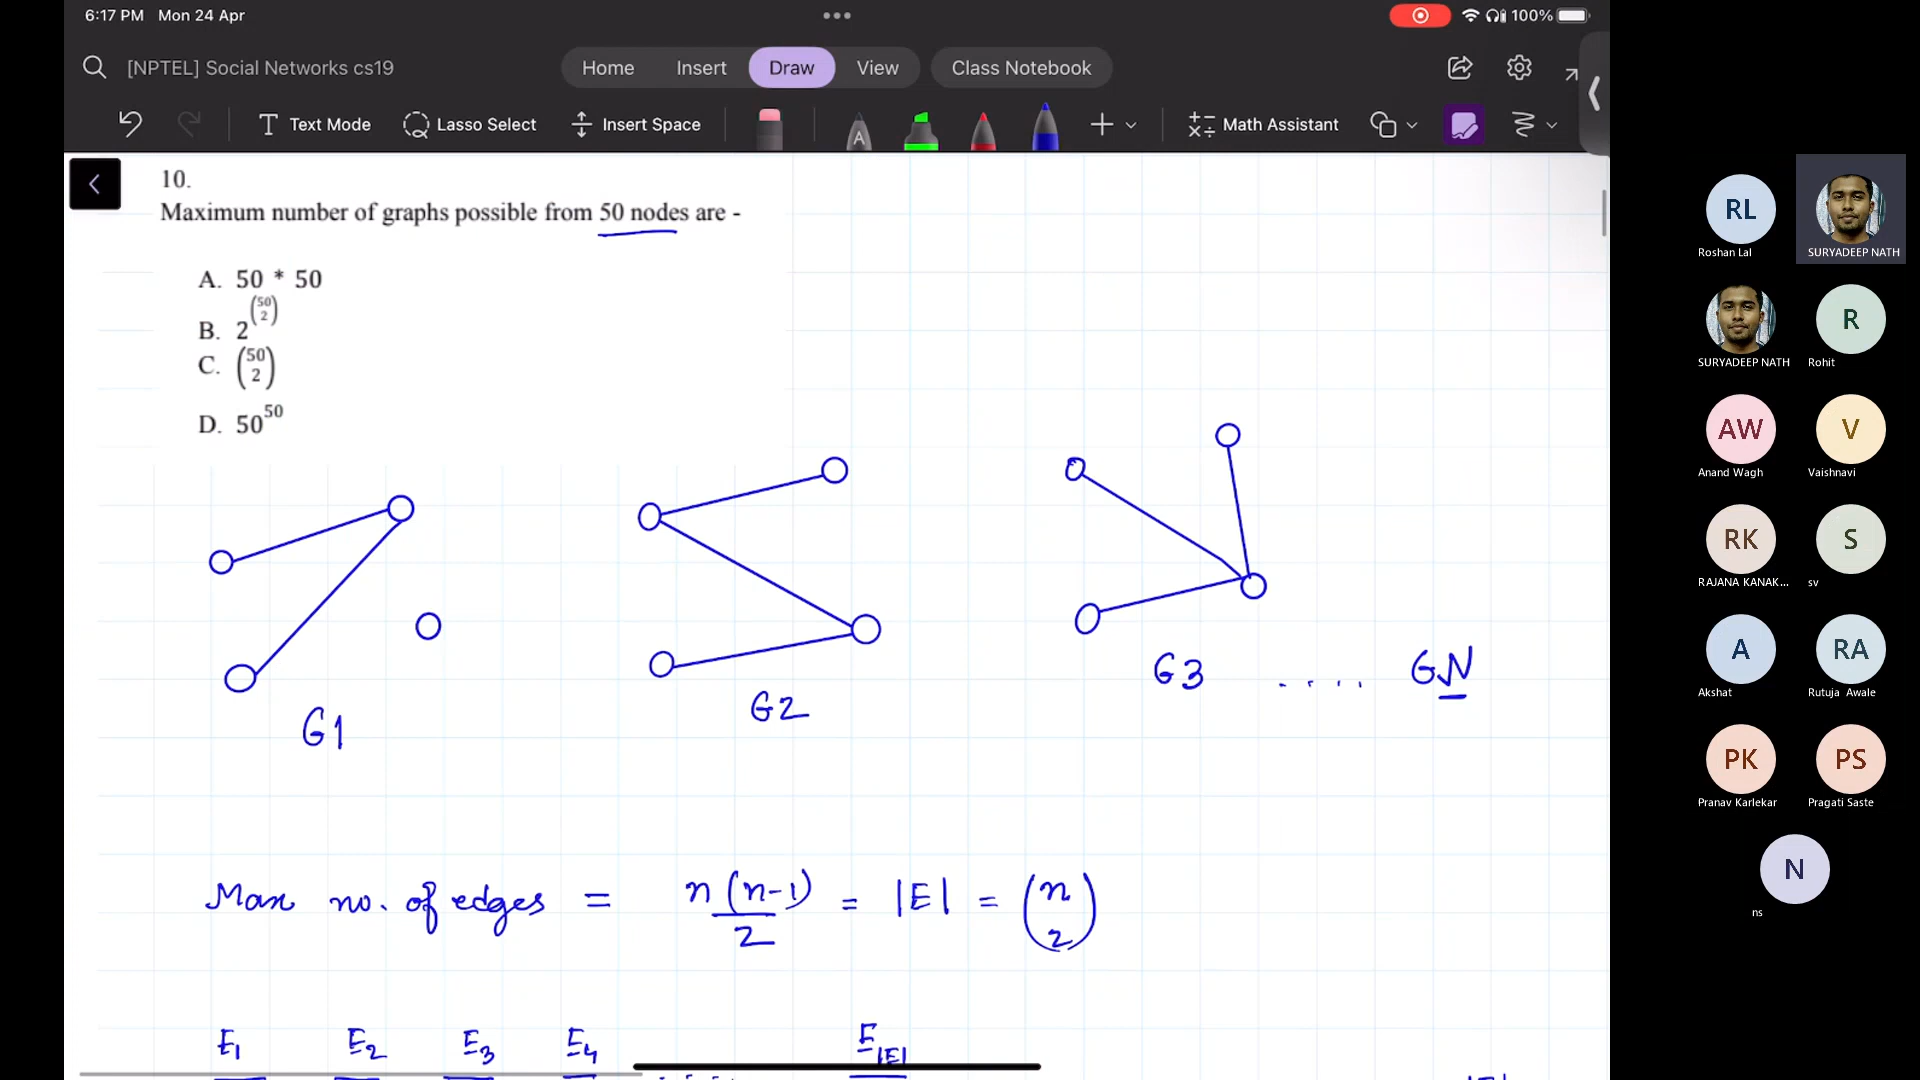 6:17 PM Mon 24 Apr
100%
[NPTEL] Social Networks cs19
Home Insert Draw View Class Notebook
Text Mode Lasso Select Insert Space A Math Assistant
10.
Maximum number of graphs possible from 50 nodes are -
A. 50 * 50
B. 2^(50 2)
C. (50 2)
D. 50^50
G1
G2
G3 ..... GN
Max no. of edges = n(n-1)/2 = |E| = (n 2)
E1 E2 E3 E4 E|E|
RL
Roshan Lal
SURYADEEP NATH
SURYADEEP NATH
R
Rohit
AW
Anand Wagh
V
Vaishnavi
RK
RAJANA KANAK...
S
sv
A
Akshat
RA
Rutuja Awale
PK
Pranav Karlekar
PS
Pragati Saste
N
ns